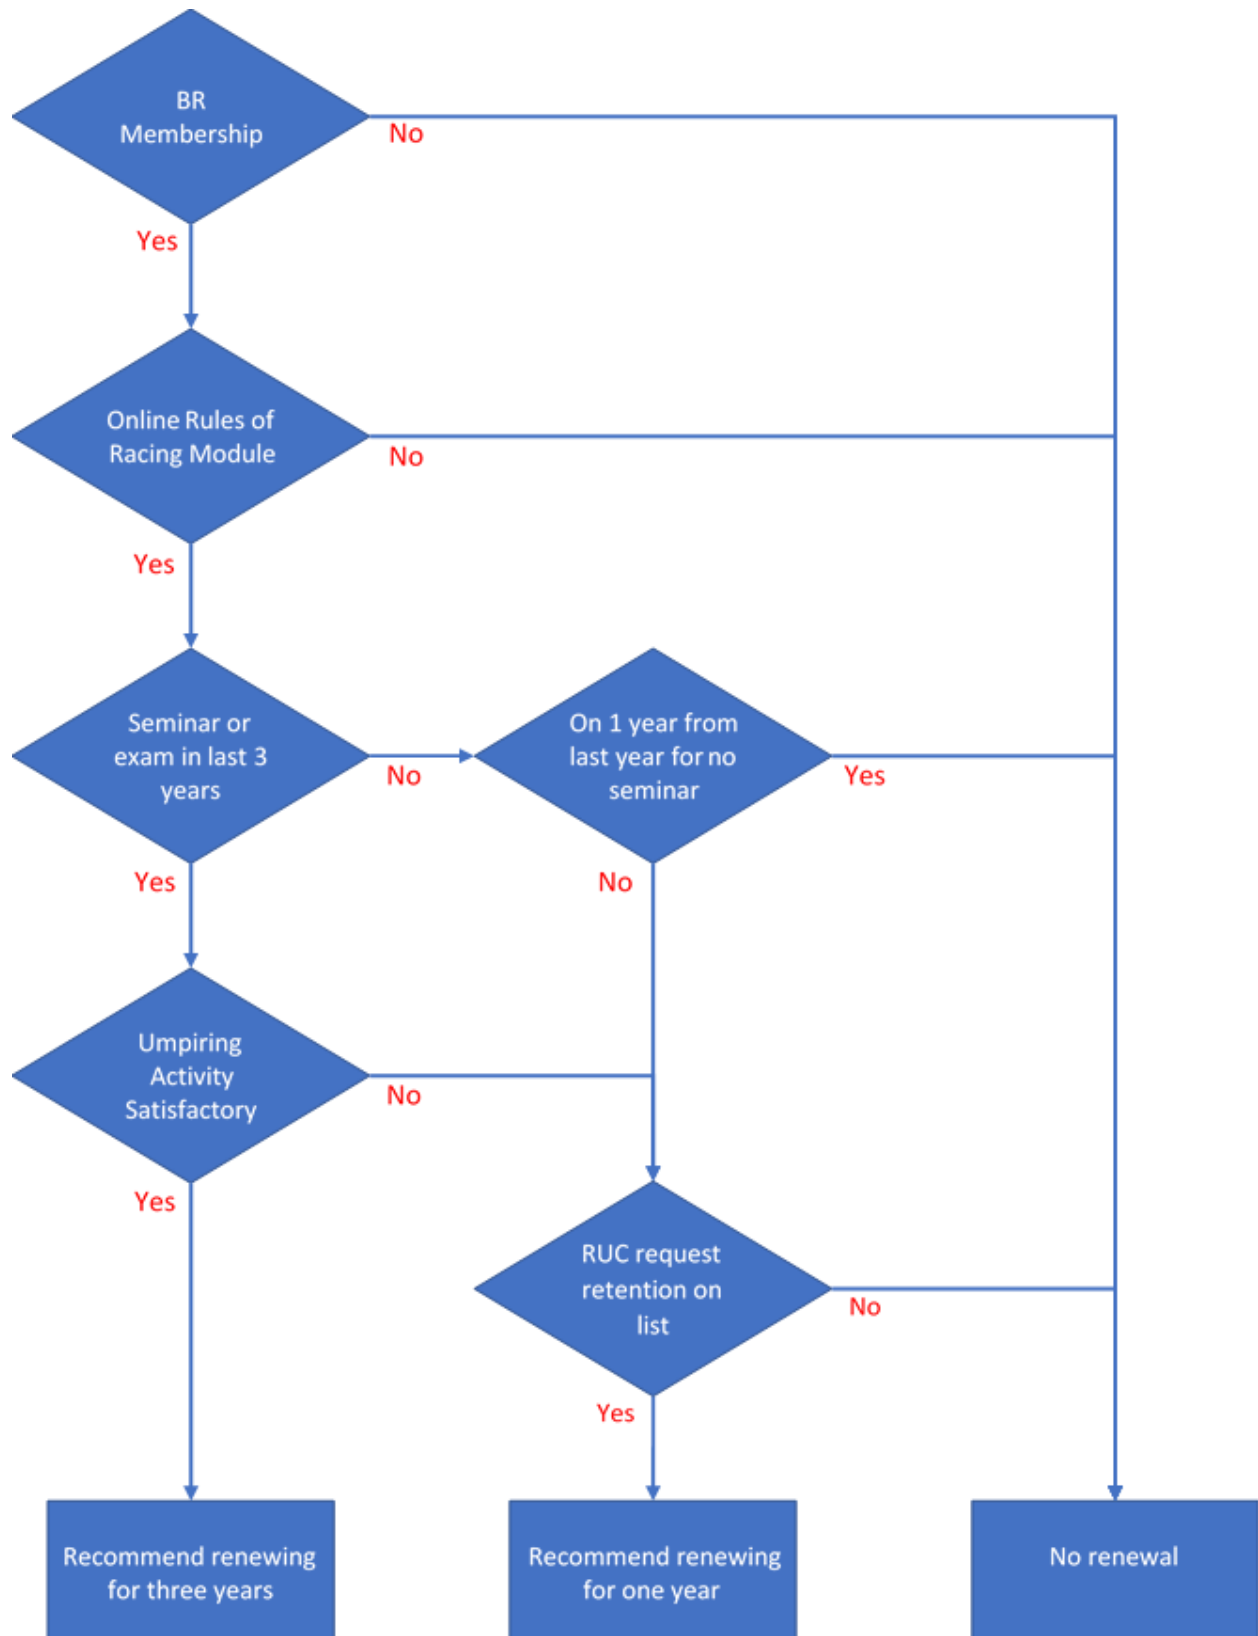 BR
Membership
No
Yes
Online Rules of
Racing Module
No
Yes
Seminar or
exam in last 3
years
No
On 1 year from
last year for no
seminar
Yes
Yes
No
Umpiring
Activity
Satisfactory
No
Yes
RUC request
retention on
list
No
Yes
Recommend renewing
for three years
Recommend renewing
for one year
No renewal